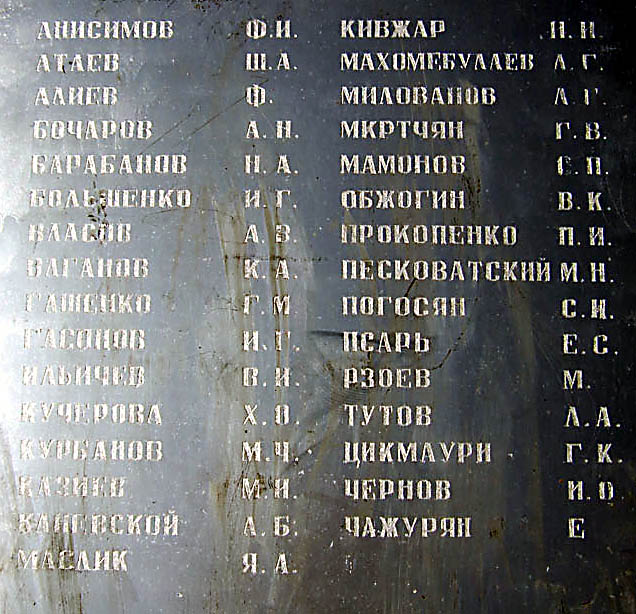 АНИСИМОВ Ф.И. КИВЖАР Н.Н.
АТАЕВ Ш.А. МАХОМЕБУЛАЕВ А.Г.
АЛИЕВ Ф. МИЛОВАНОВ А.Г.
БОЧАРОВ А.Н. МКРТЧЯН Г.В.
БАРАБАНОВ Н.А. МАМОНОВ С.П.
БОЛЬШЕНКО И.Г. ОБЖОГИН В.К.
ВЛАСОВ А.В. ПРОКОПЕНКО П.И.
ВАГАНОВ К.А. ПЕСКОВАТСКИЙ М.Н.
ГАШЕНКО Г.М ПОГОСЯН С.И.
ГАСАНОВ И.Г. ПСАРЬ Е.С.
ИЛЬИЧЕВ В.И. РЗОЕВ М.
КУЧЕРОВА Х.О. ТУТОВ Л.А.
КУРБАНОВ М.Ч. ЦИКМАУРИ Г.К.
КАЗИЕВ М.И. ЧЕРНОВ И.О
КАНЕВСКОЙ А.Б. ЧАЖУРЯН Е
МАСЛИК Я.А.